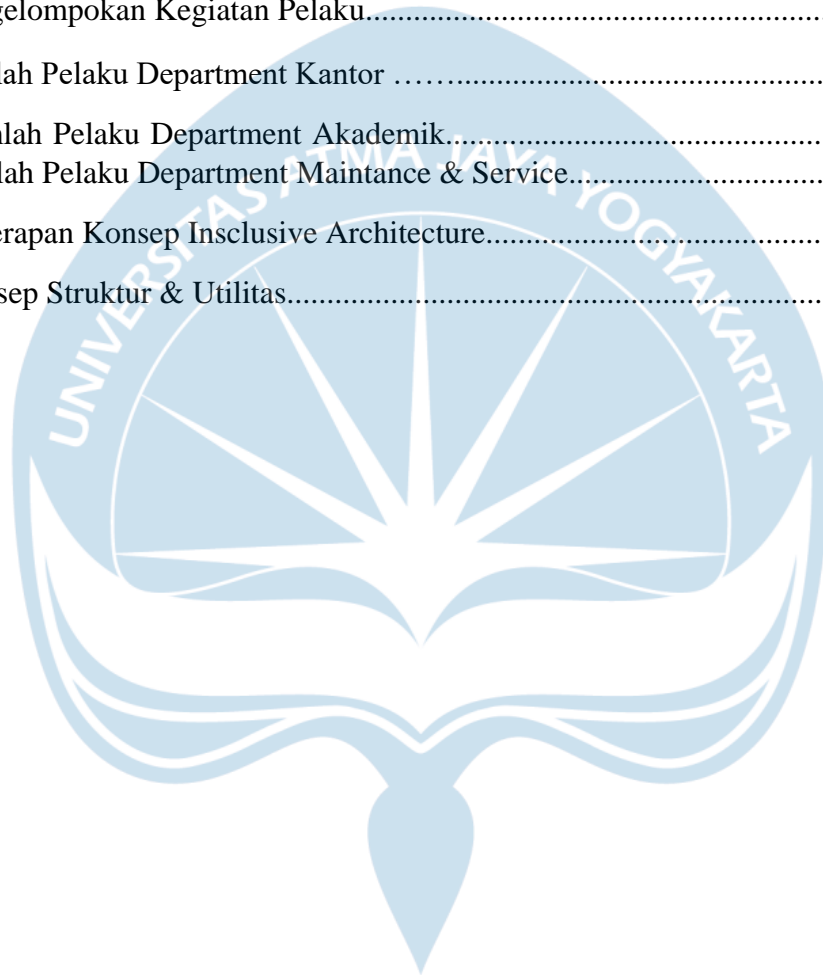 gelompokan Kegiatan Pelaku..................................................
lah Pelaku Department Kantor ……........................................
nlah Pelaku Department Akademik.........................................
lah Pelaku Department Maintance & Service............................
erapan Konsep Insclusive Architecture.....................................
sep Struktur & Utilitas..............................................................
UNIVERSITAS ATMA JAYA YOGYAKARTA